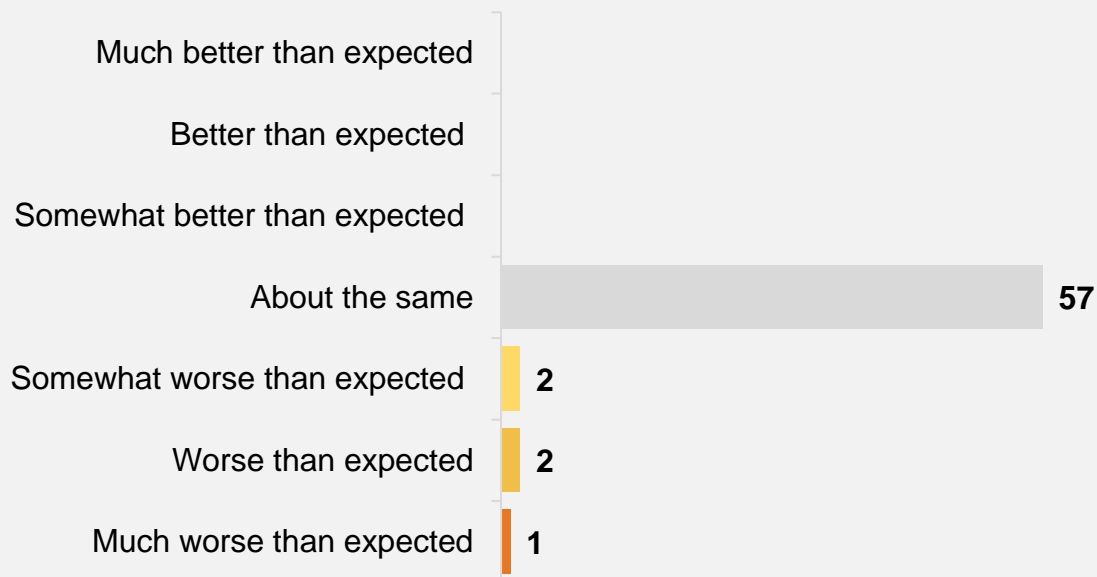 Much better than expected
Better than expected
Somewhat better than expected
About the same 57
Somewhat worse than expected 2
Worse than expected 2
Much worse than expected 1